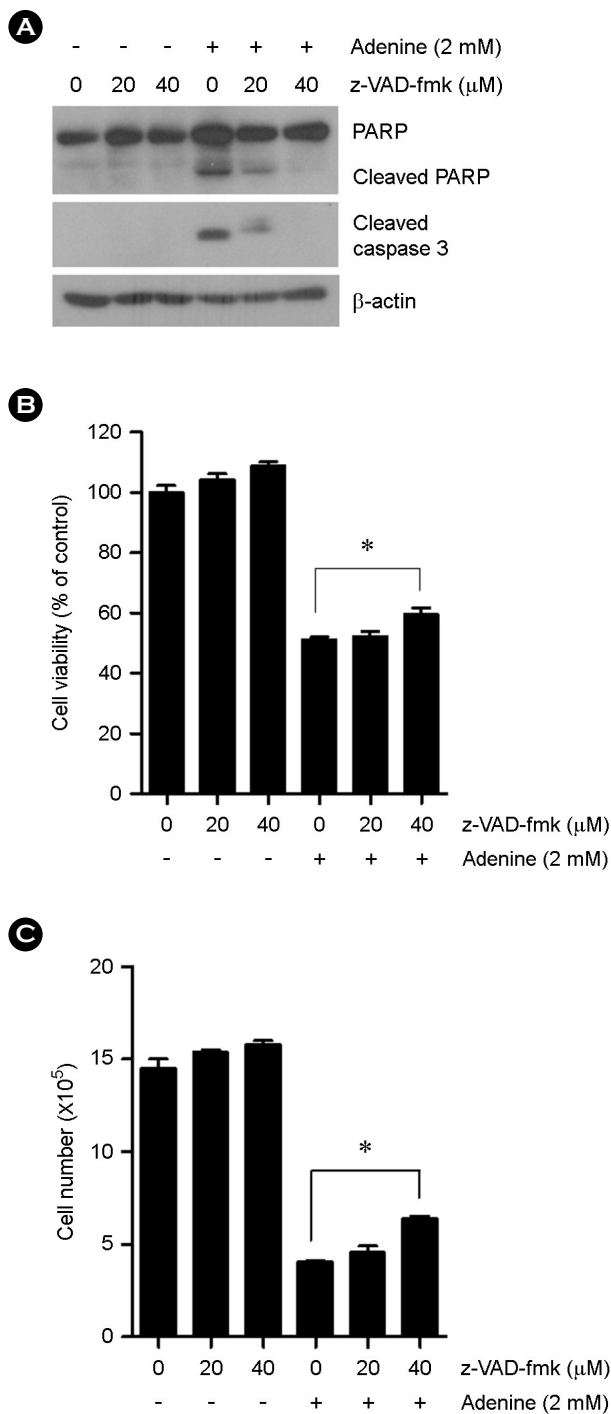 A
- - - + + + Adenine (2 mM)
0 20 40 0 20 40 z-VAD-fmk (μM)
PARP
Cleaved PARP
Cleaved
caspase 3
β-actin
B
Cell viability (% of control)
120
100
80
60
40
20
0
*
0 20 40 0 20 40 z-VAD-fmk (μM)
- - - + + + Adenine (2 mM)
C
Cell number (X10⁵)
20
15
10
5
0
*
0 20 40 0 20 40 z-VAD-fmk (μM)
- - - + + + Adenine (2 mM)